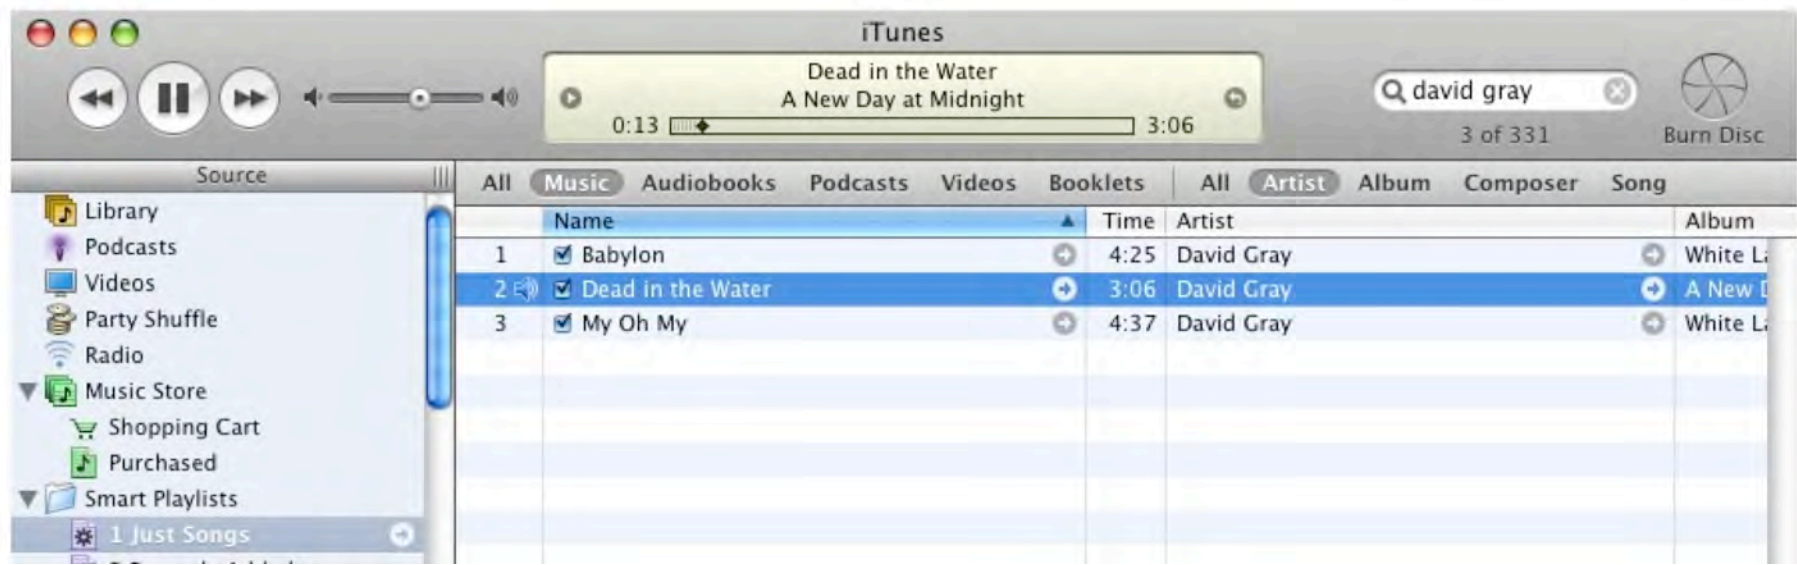 iTunes
Dead in the Water
A New Day at Midnight
0:13 3:06
david gray
3 of 331
Burn Disc
Source
Library
Podcasts
Videos
Party Shuffle
Radio
Music Store
Shopping Cart
Purchased
Smart Playlists
1 Just Songs
All Music Audiobooks Podcasts Videos Booklets All Artist Album Composer Song
Name Time Artist Album
1 Babylon 4:25 David Gray White
2 Dead in the Water 3:06 David Gray A New
3 My Oh My 4:37 David Gray White